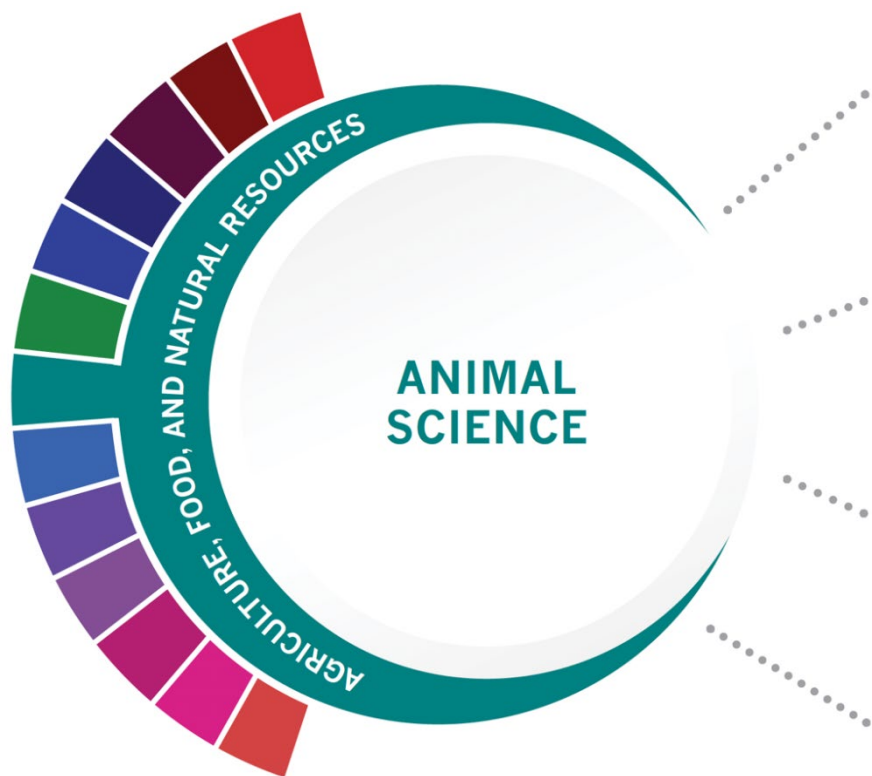 AGRICULTURE, FOOD, AND NATURAL RESOURCES
ANIMAL
SCIENCE